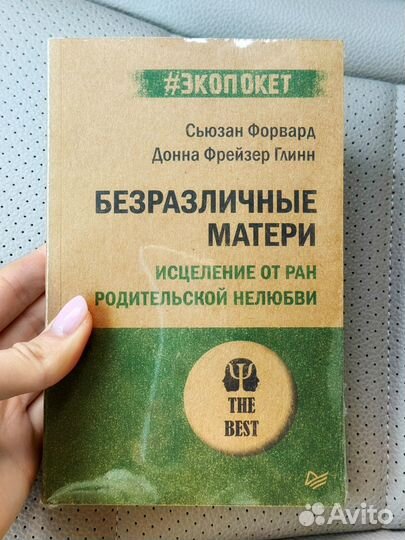 #ЭКОПОКЕТ
Сьюзан Форвард
Донна Фрейзер Глинн
БЕЗРАЗЛИЧНЫЕ
МАТЕРИ
ИСЦЕЛЕНИЕ ОТ РАН
РОДИТЕЛЬСКОЙ НЕЛЮБВИ
Ψ
THE
BEST
Avito